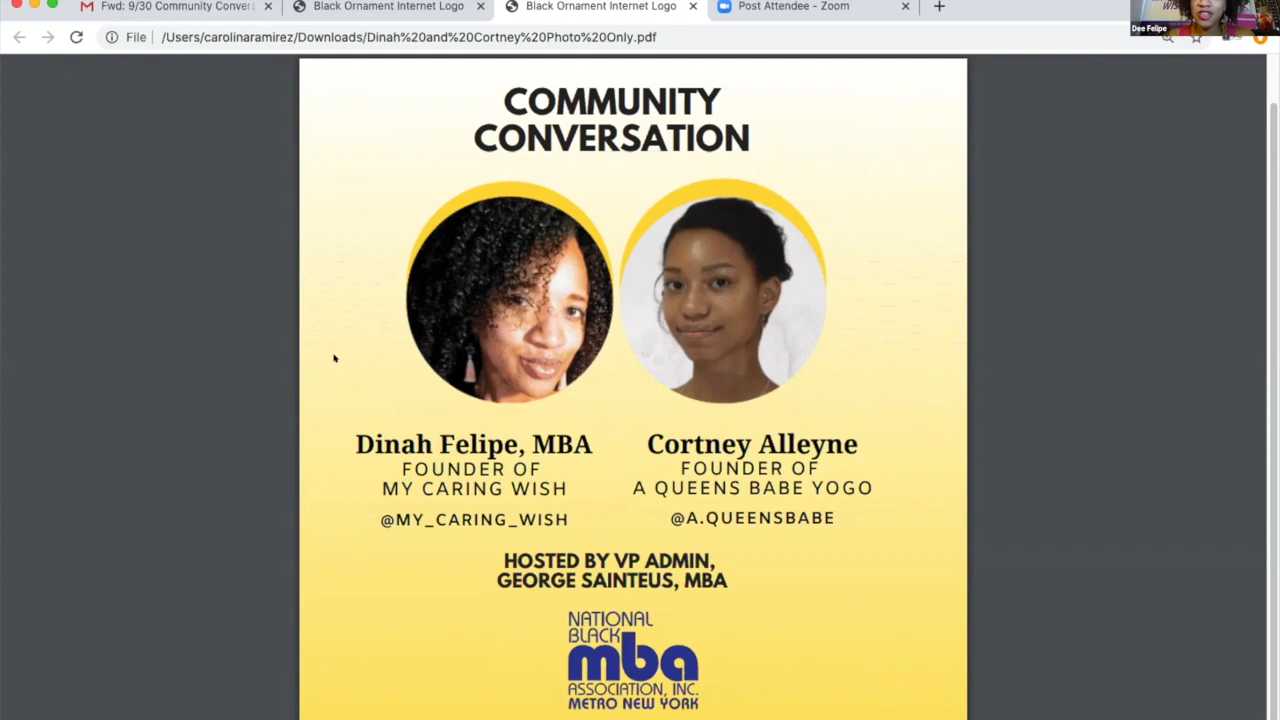 Fwd: 9/30 Community Convers
Black Ornament Internet Logo
Black Ornament Internet Logo
Post Attendee - Zoom
File
/Users/carolinaramirez/Downloads/Dinah%20and%20Cortney%20Photo%20Only.pdf
Dee Felipe
COMMUNITY
CONVERSATION
Dinah Felipe, MBA
FOUNDER OF
MY CARING WISH
@MY_CARING_WISH
Cortney Alleyne
FOUNDER OF
A QUEENS BABE YOGO
@A.QUEENSBABE
HOSTED BY VP ADMIN,
GEORGE SAINTEUS, MBA
NATIONAL
BLACK
mba
ASSOCIATION, INC.
METRO NEW YORK